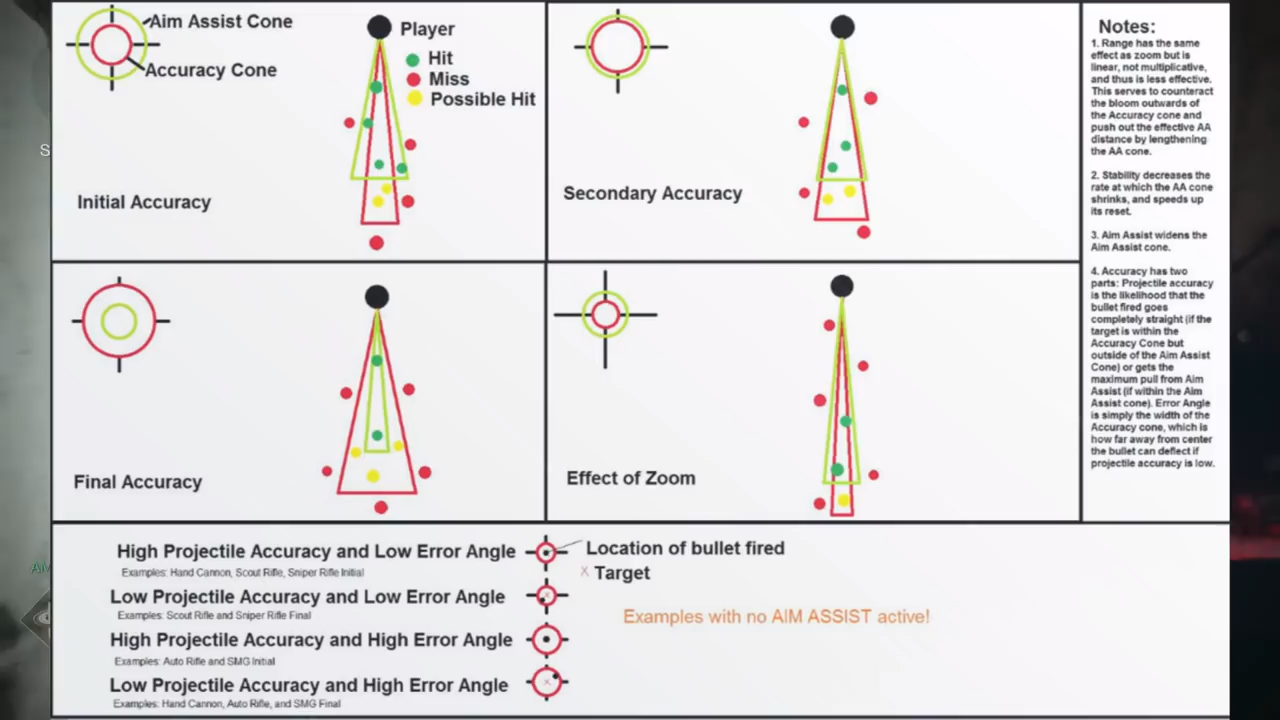 Aim Assist Cone
Accuracy Cone
Player
Hit
Miss
Possible Hit
Initial Accuracy
Secondary Accuracy
Notes:
1. Range has the same
effect as zoom but is
linear, not multiplicative,
and thus is less effective.
This serves to counteract
the bloom outwards of
the Accuracy cone and
push out the effective AA
distance by lengthening
the AA cone.
2. Stability decreases the
rate at which the AA cone
shrinks, and speeds up
its reset.
3. Aim Assist widens the
Aim Assist cone.
4. Accuracy has two
parts: Projectile accuracy
is the likelihood that the
bullet fired goes
completely straight (if the
target is within the
Accuracy Cone but
outside of the Aim Assist
Cone) or gets the
maximum pull from Aim
Assist (if within the Aim
Assist cone). Error Angle
is simply the width of the
Accuracy cone, which is
how far away from center
the bullet can deflect if
projectile accuracy is low.
Final Accuracy
Effect of Zoom
High Projectile Accuracy and Low Error Angle
Examples: Hand Cannon, Scout Rifle, Sniper Rifle Initial
Low Projectile Accuracy and Low Error Angle
Examples: Scout Rifle and Sniper Rifle Final
High Projectile Accuracy and High Error Angle
Examples: Auto Rifle and SMG Initial
Low Projectile Accuracy and High Error Angle
Examples: Hand Cannon, Auto Rifle, and SMG Final
Location of bullet fired
X Target
Examples with no AIM ASSIST active!